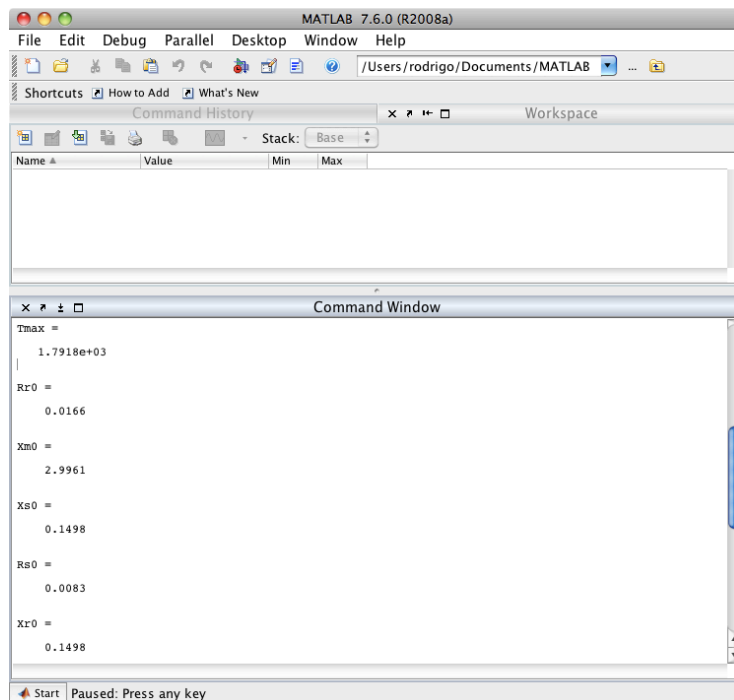 MATLAB 7.6.0 (R2008a)
File Edit Debug Parallel Desktop Window Help
/Users/rodrigo/Documents/MATLAB ...
Shortcuts How to Add What's New
Command History Workspace
Stack: Base
Name Value Min Max
Command Window
Tmax =
1.7918e+03
Rr0 =
0.0166
Xm0 =
2.9961
Xs0 =
0.1498
Rs0 =
0.0083
Xr0 =
0.1498
Start Paused: Press any key